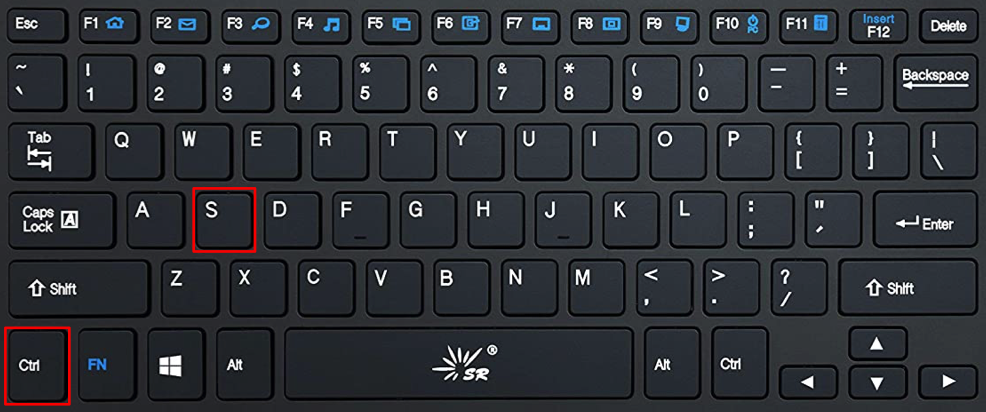 Esc F1 F2 F3 F4 F5 F6 F7 F8 F9 F10 PC F11 Insert F12 Delete
~ ` ! 1 @ 2 # 3 $ 4 % 5 ^ 6 & 7 * 8 ( 9 ) 0 — - + = Backspace
Tab Q W E R T Y U I O P { [ } ] | \
Caps Lock A A S D F G H J K L : ; " ' Enter
Shift Z X C V B N M < , > . ? / Shift
Ctrl FN Alt SR ® Alt Ctrl